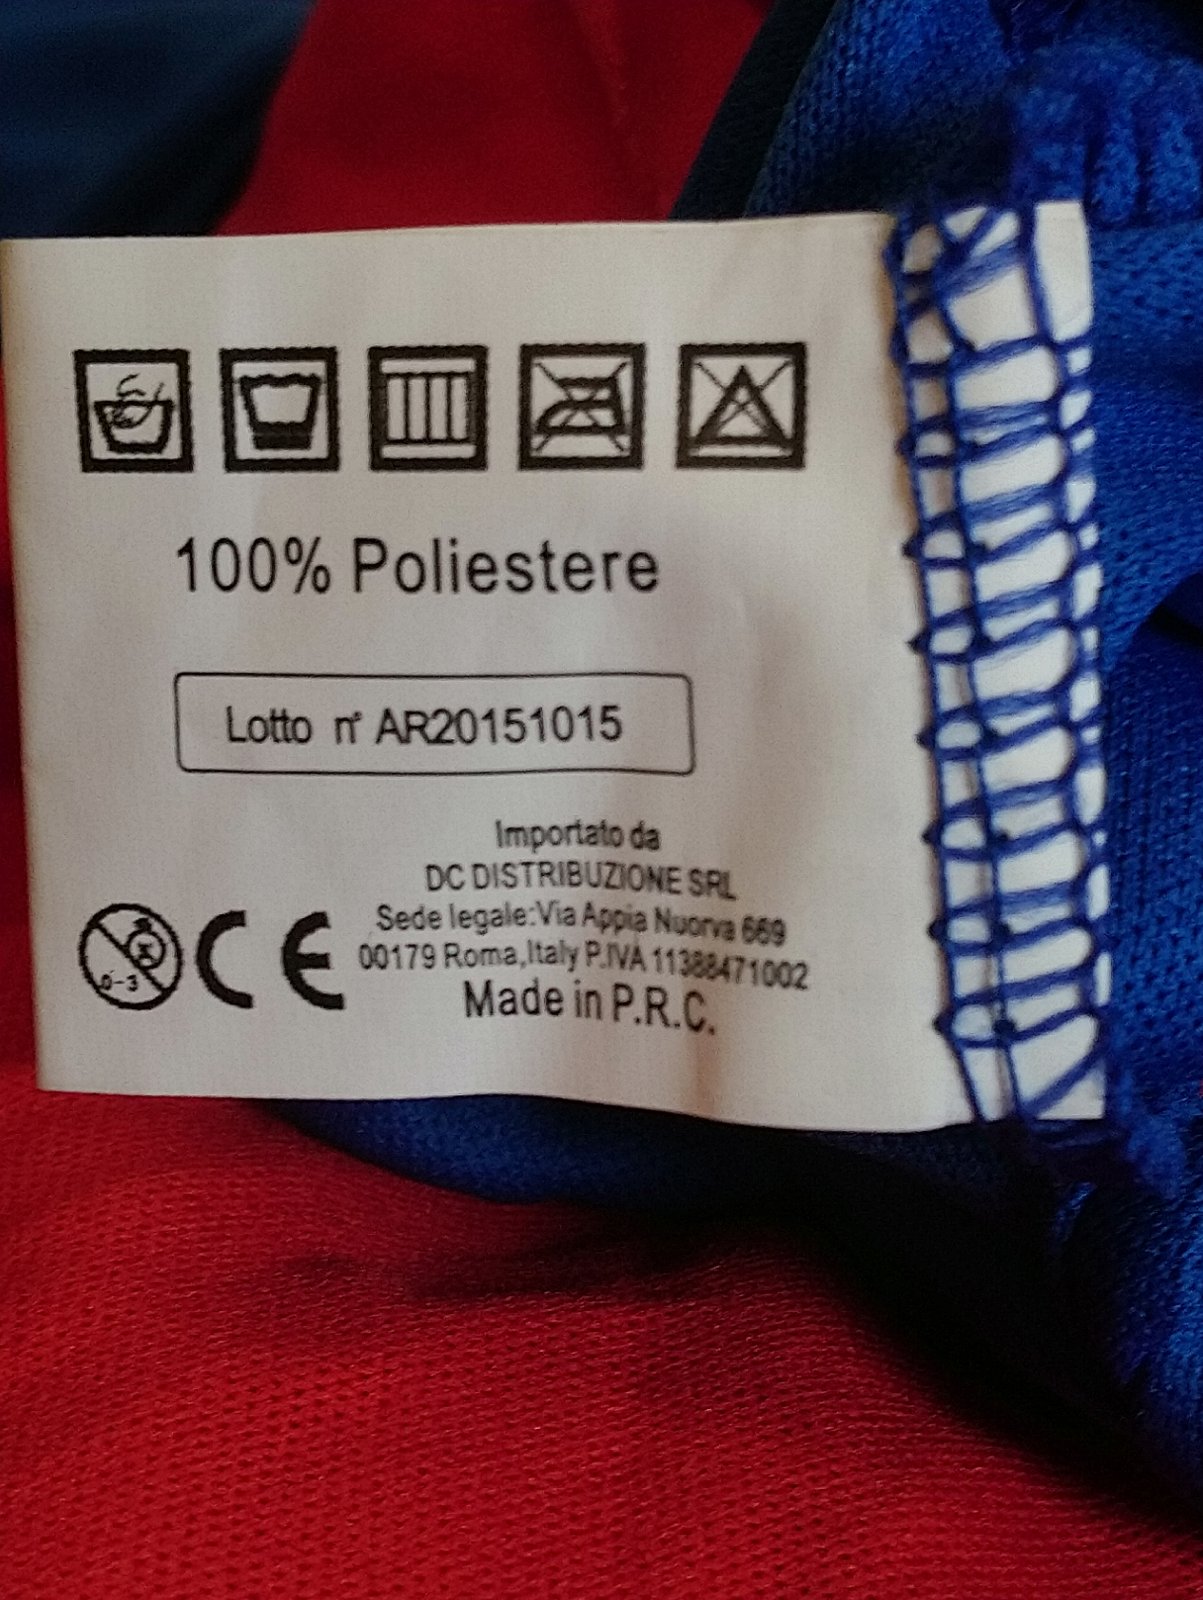 100% Poliestere
Lotto n° AR20151015
Importato da
DC DISTRIBUZIONE SRL
Sede legale:Via Appia Nuorva 669
00179 Roma,Italy P.IVA 11388471002
Made in P.R.C.
0-3
CE